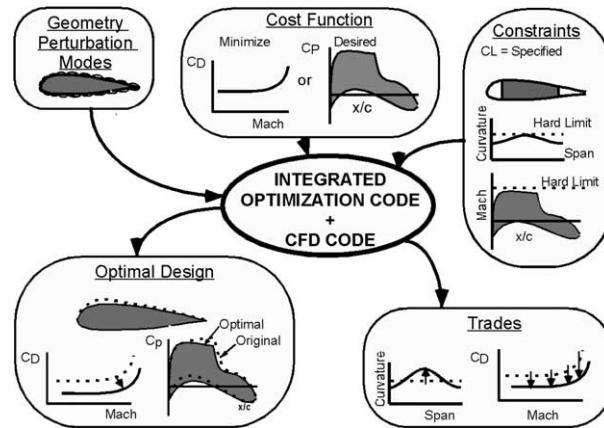 Geometry
Perturbation
Modes
Cost Function
Minimize
CD
Mach
or
CP
Desired
x/c
Constraints
CL = Specified
Curvature
Hard Limit
Span
Mach
Hard Limit
x/c
INTEGRATED
OPTIMIZATION CODE
+
CFD CODE
Optimal Design
CD
Mach
Cp
Optimal
Original
x/c
Trades
Curvature
Span
CD
Mach